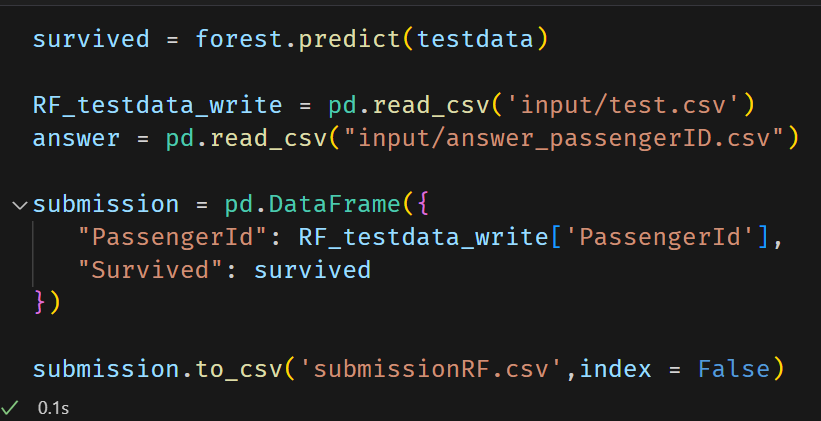 survived = forest.predict(testdata)
RF_testdata_write = pd.read_csv('input/test.csv')
answer = pd.read_csv("input/answer_passengerID.csv")
submission = pd.DataFrame({
    "PassengerId": RF_testdata_write['PassengerId'],
    "Survived": survived
})
submission.to_csv('submissionRF.csv',index = False)
0.1s